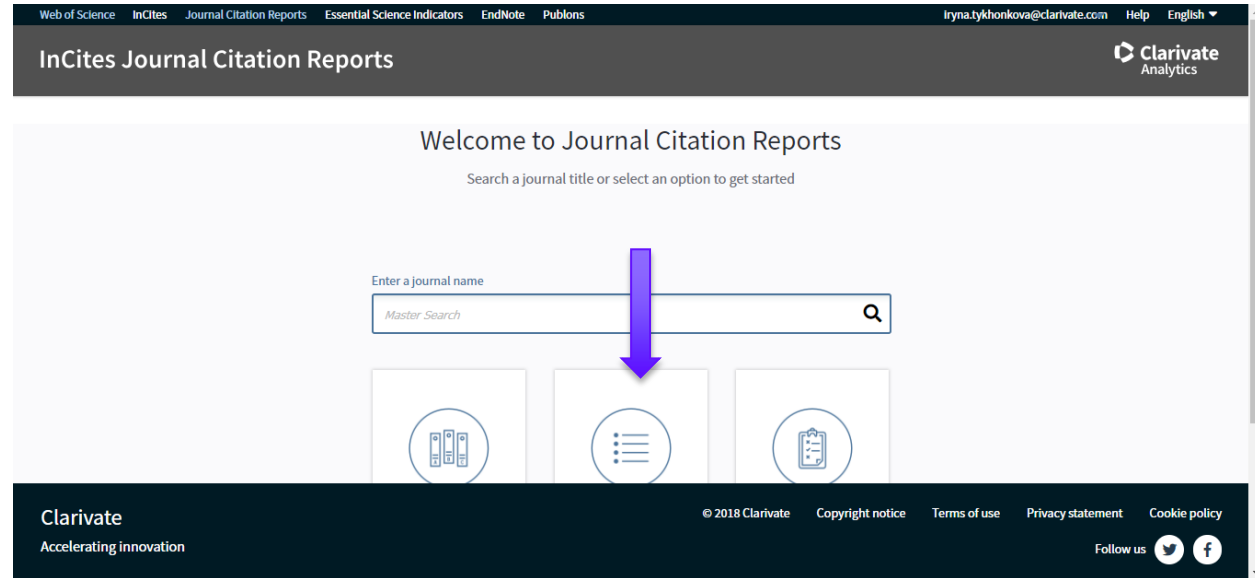 Web of Science InCites Journal Citation Reports Essential Science Indicators EndNote Publons iryna.tykhonkova@clarivate.com Help English
InCites Journal Citation Reports
Clarivate
Analytics
Welcome to Journal Citation Reports
Search a journal title or select an option to get started
Enter a journal name
Master Search
Clarivate
Accelerating innovation
© 2018 Clarivate Copyright notice Terms of use Privacy statement Cookie policy
Follow us